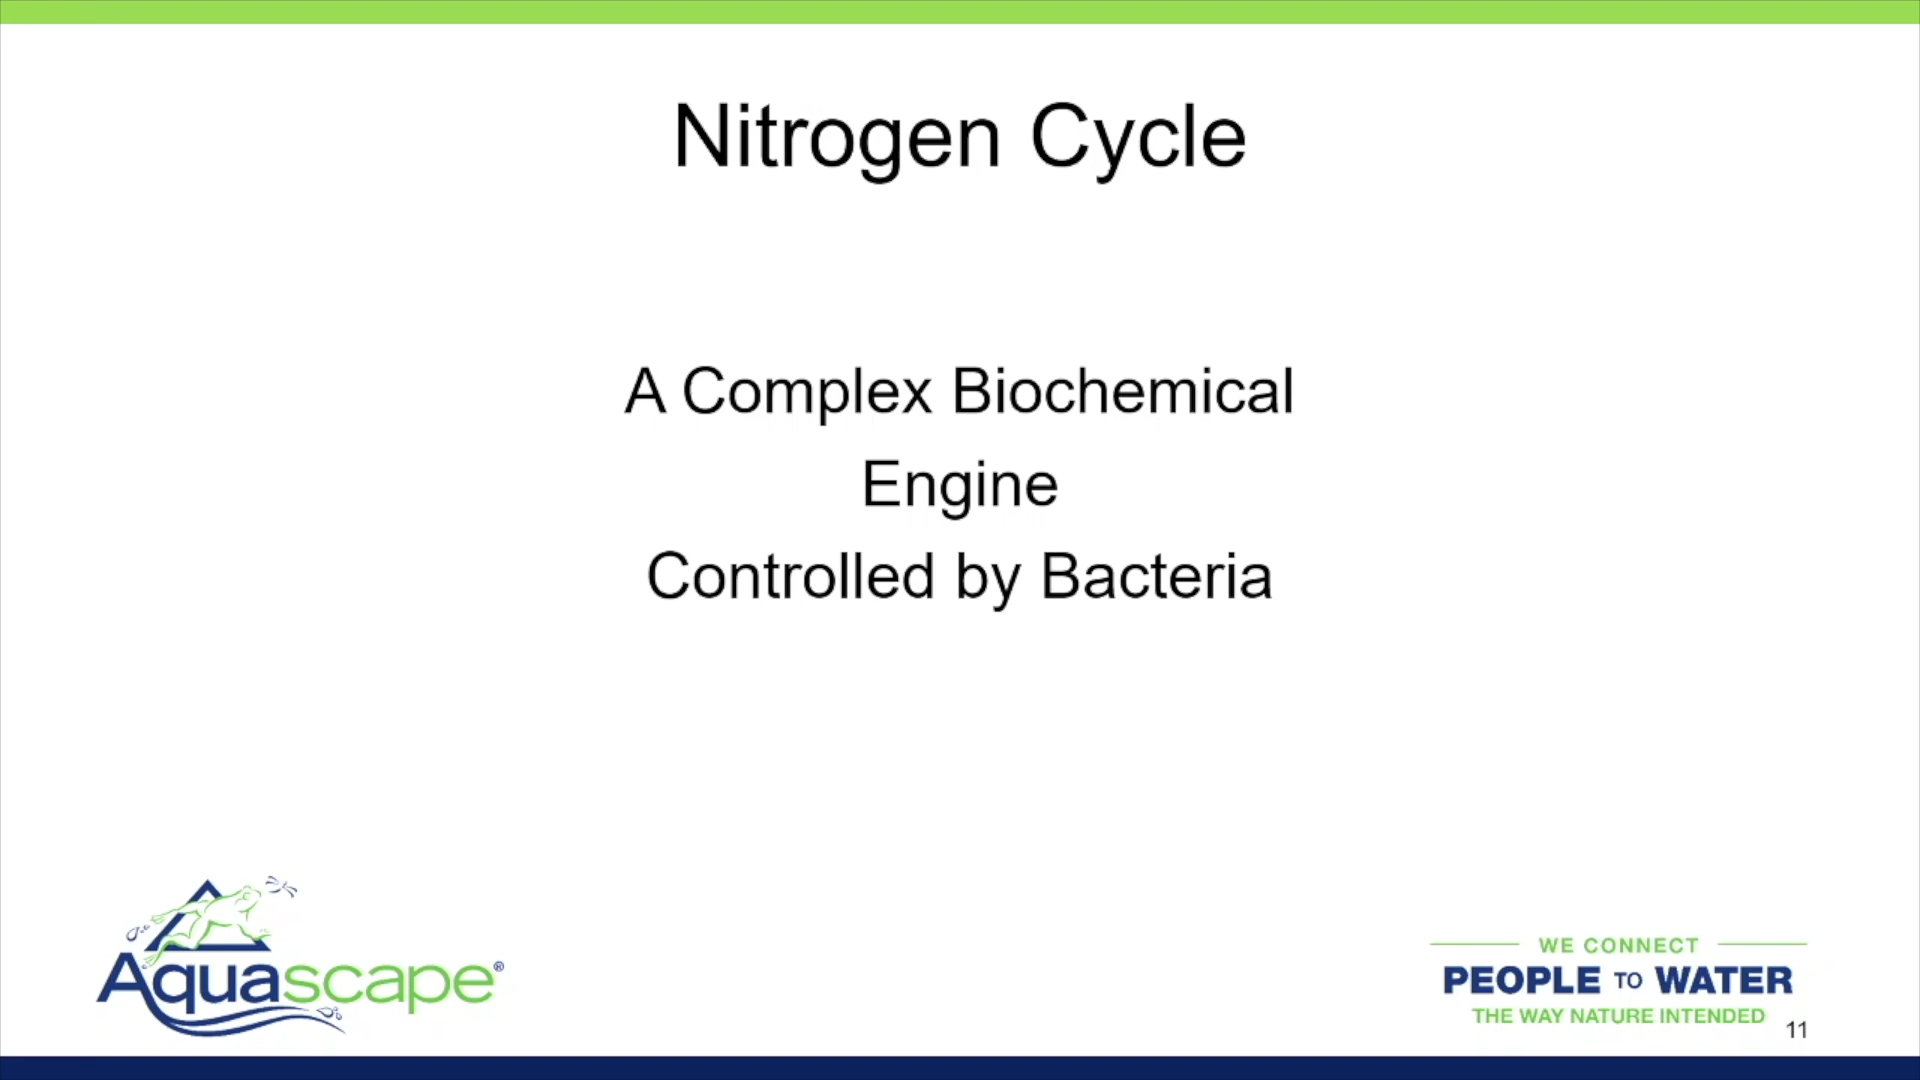 Nitrogen Cycle
A Complex Biochemical
Engine
Controlled by Bacteria
Aquascape®
WE CONNECT
PEOPLE TO WATER
THE WAY NATURE INTENDED
11